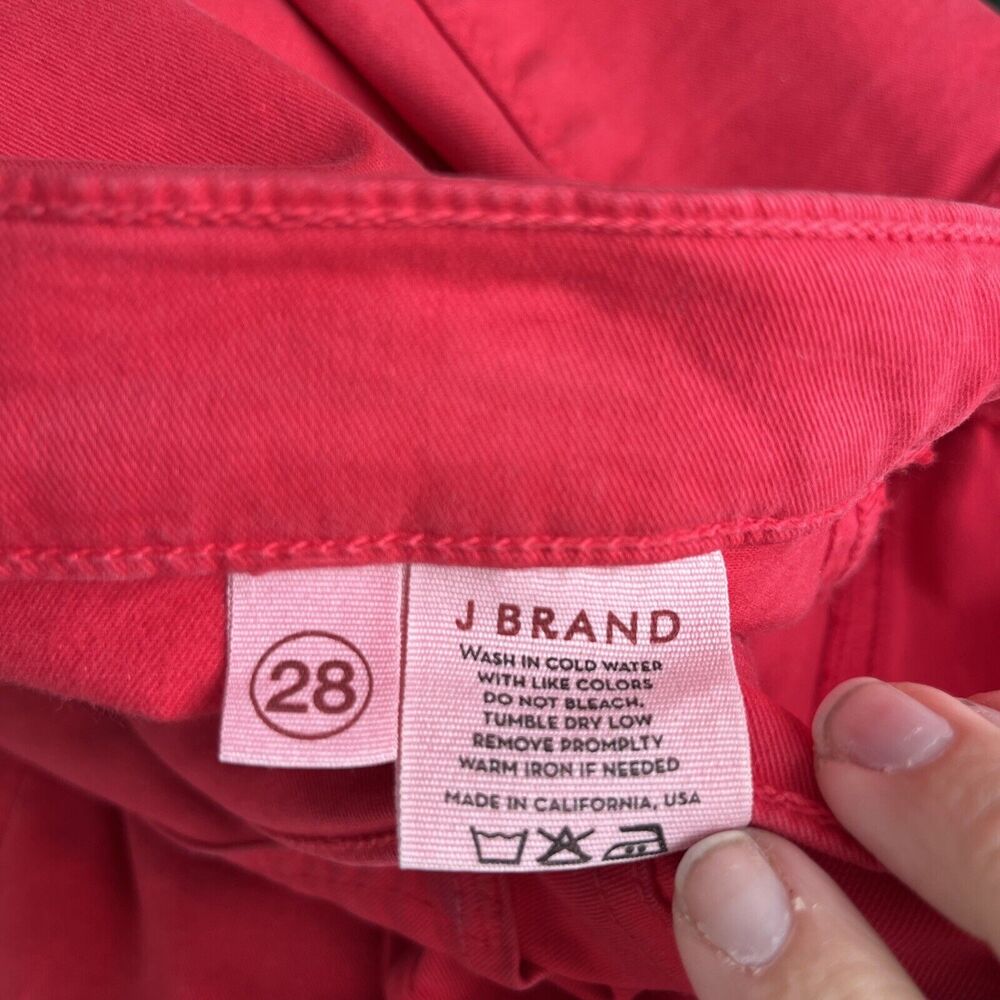 28
J BRAND
WASH IN COLD WATER
WITH LIKE COLORS
DO NOT BLEACH.
TUMBLE DRY LOW
REMOVE PROMPLTY
WARM IRON IF NEEDED
MADE IN CALIFORNIA, USA